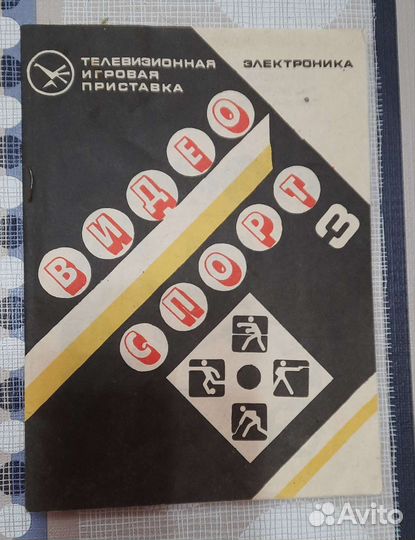 ТЕЛЕВИЗИОННАЯ
ИГРОВАЯ
ПРИСТАВКА
ЭЛЕКТРОНИКА
ВИДЕО
СПОРТ
3
Avito